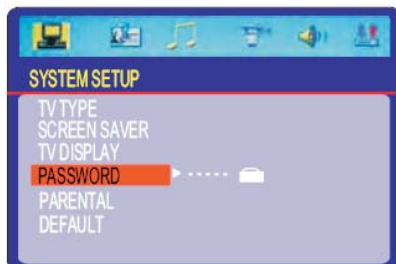 SYSTEM SETUP
TV TYPE
SCREEN SAVER
TV DISPLAY
PASSWORD -----
PARENTAL
DEFAULT